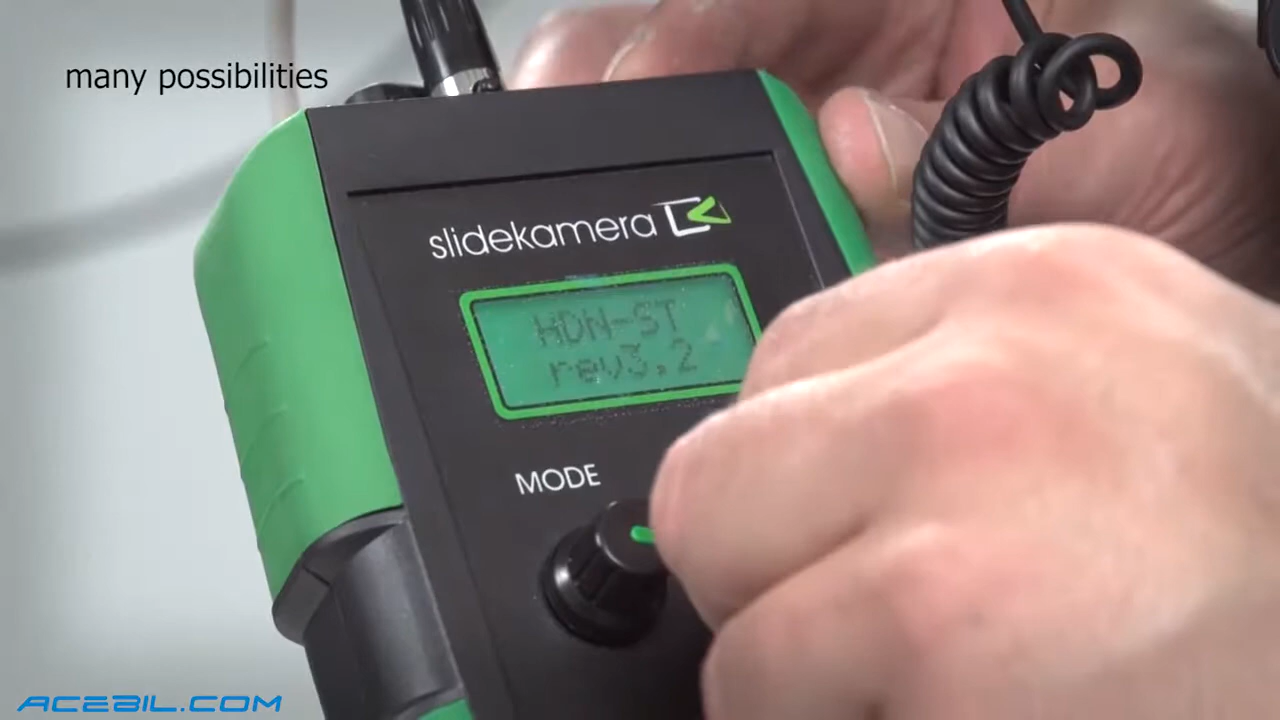 many possibilities
slidekamera
HDN-ST
rev3.2
MODE
ACEBIL.COM